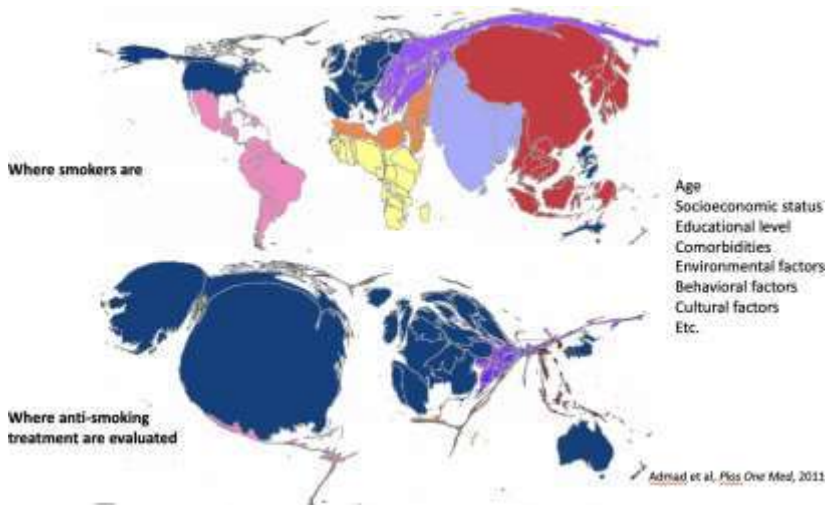 Where smokers are
Age
Socioeconomic status
Educational level
Comorbidities
Environmental factors
Behavioral factors
Cultural factors
Etc.
Where anti-smoking
treatment are evaluated
Admad et al, Plos One Med, 2011